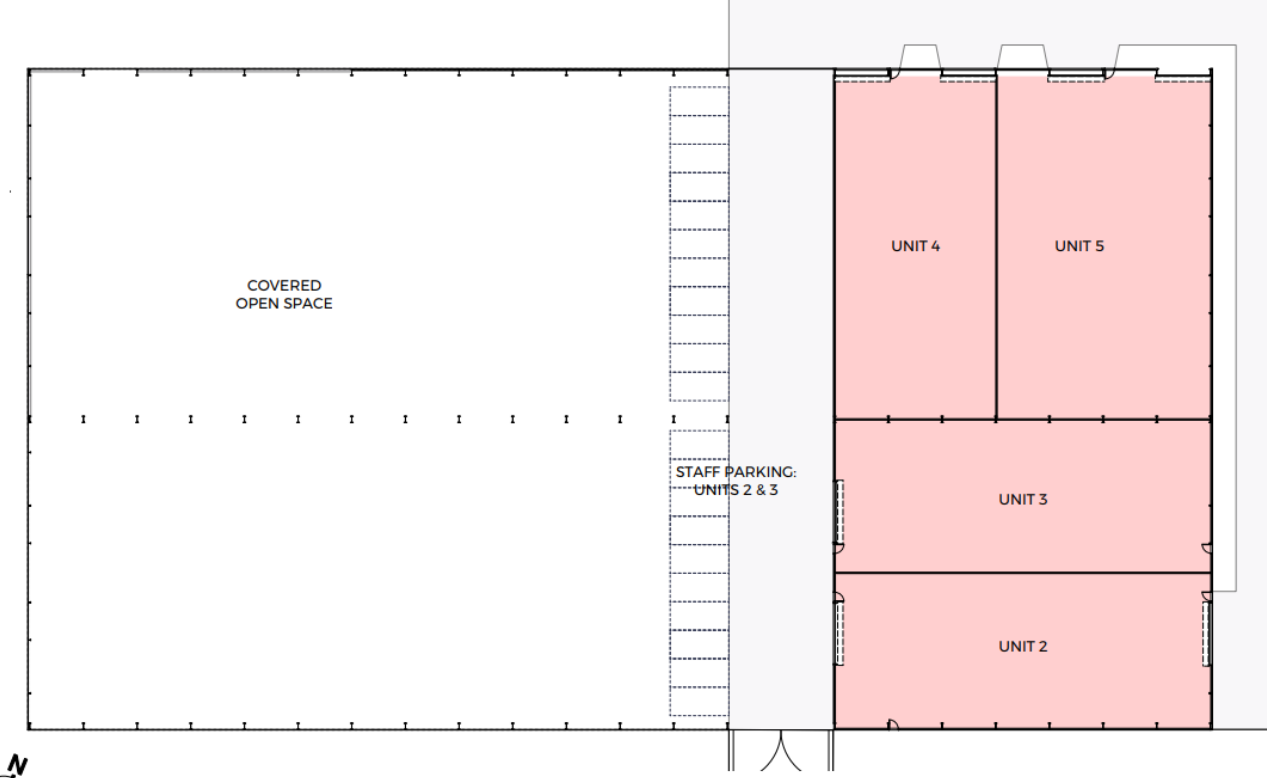 UNIT 4
UNIT 5
COVERED
OPEN SPACE
STAFF PARKING:
UNITS 2 & 3
UNIT 3
UNIT 2
N